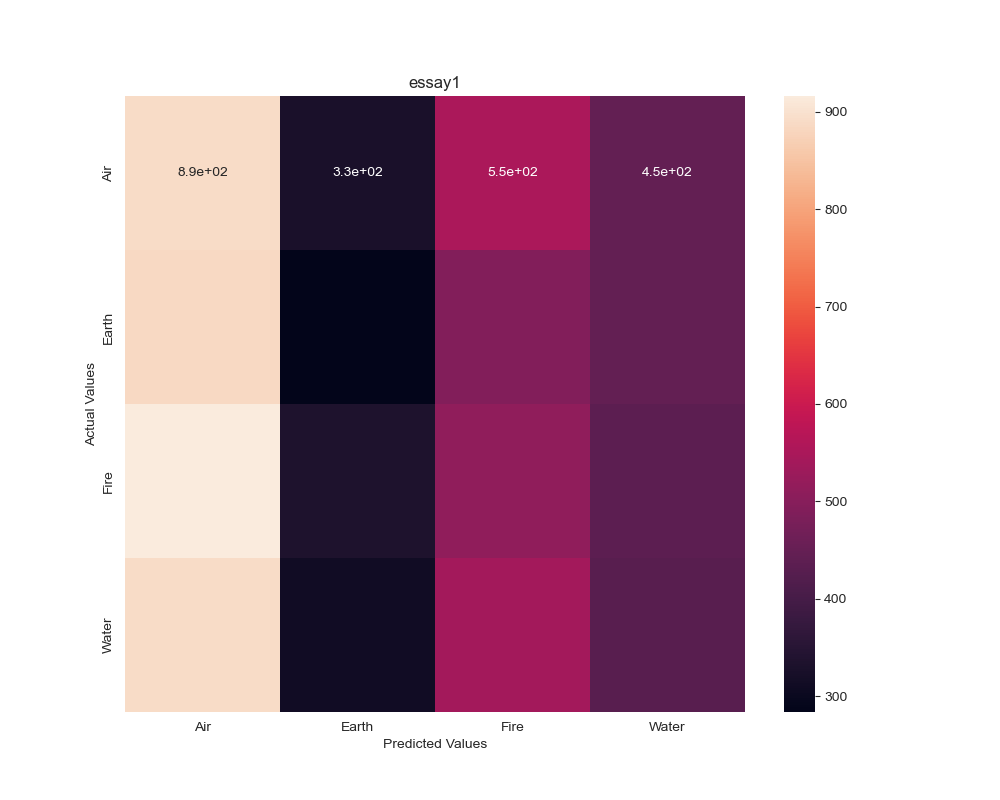 essay1
Air
8.9e+02 3.3e+02 5.5e+02 4.5e+02
Earth
Fire
Water
Actual Values
Air Earth Fire Water
Predicted Values
900
800
700
600
500
400
300